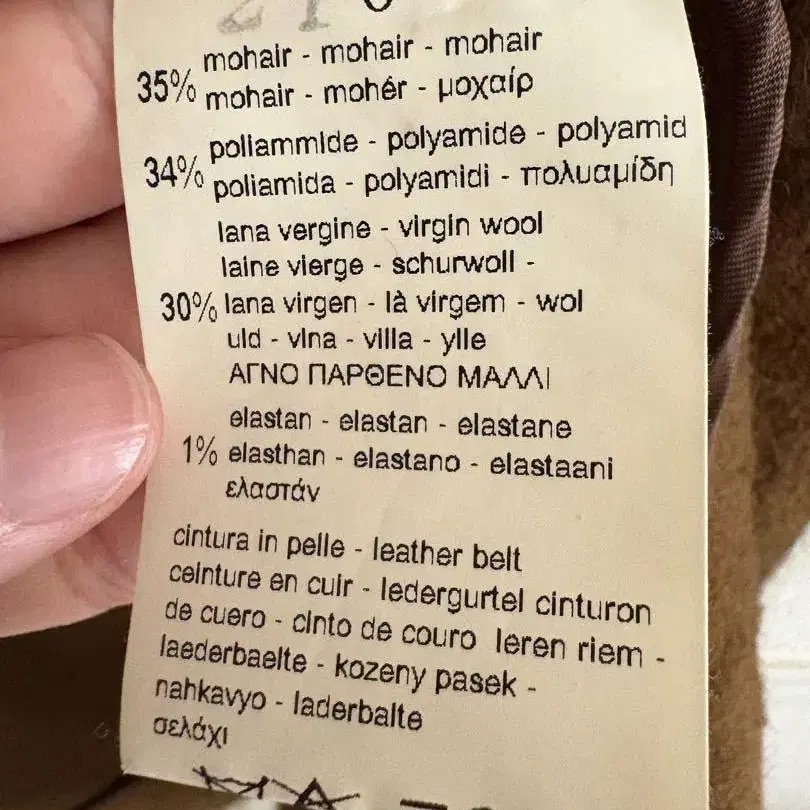 mohair - mohair - mohair
35% mohair - mohér - μοχαίρ
poliammide - polyamide - polyamid
34% poliamida - polyamidi - πολυαμίδη
lana vergine - virgin wool
laine vierge - schurwoll -
30% lana virgen - là virgem - wol
uld - vlna - villa - ylle
ΑΓΝΟ ΠΑΡΘΕΝΟ ΜΑΛΛΙ
elastan - elastan - elastane
1% elasthan - elastano - elastaani
ελαστάν
cintura in pelle - leather belt
ceinture en cuir - ledergurtel cinturon
de cuero - cinto de couro leren riem -
laederbaelte - kozeny pasek -
nahkavyo - laderbalte
σελάχι